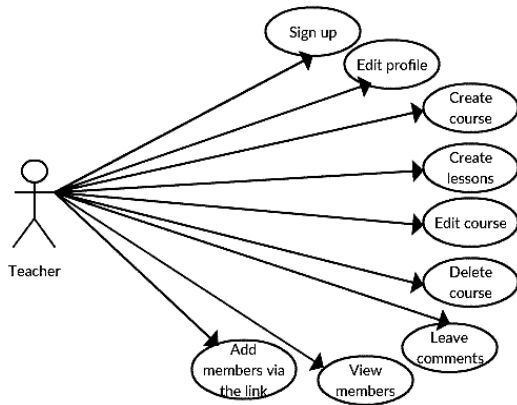 Sign up
Edit profile
Create
course
Create
lessons
Edit course
Delete
course
Leave
comments
View
members
Add
members via
the link
Teacher